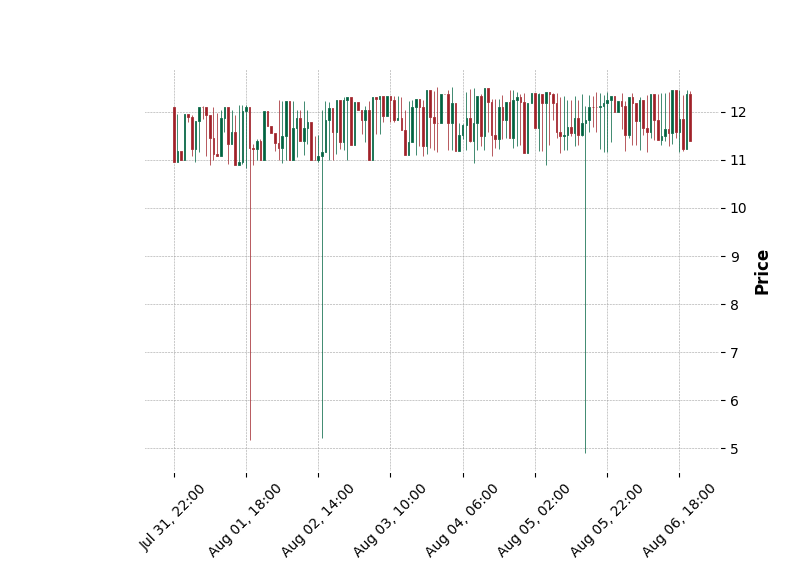 12
11
10
9
8
7
6
5
Price
Jul 31, 22:00
Aug 01, 18:00
Aug 02, 14:00
Aug 03, 10:00
Aug 04, 06:00
Aug 05, 02:00
Aug 05, 22:00
Aug 06, 18:00